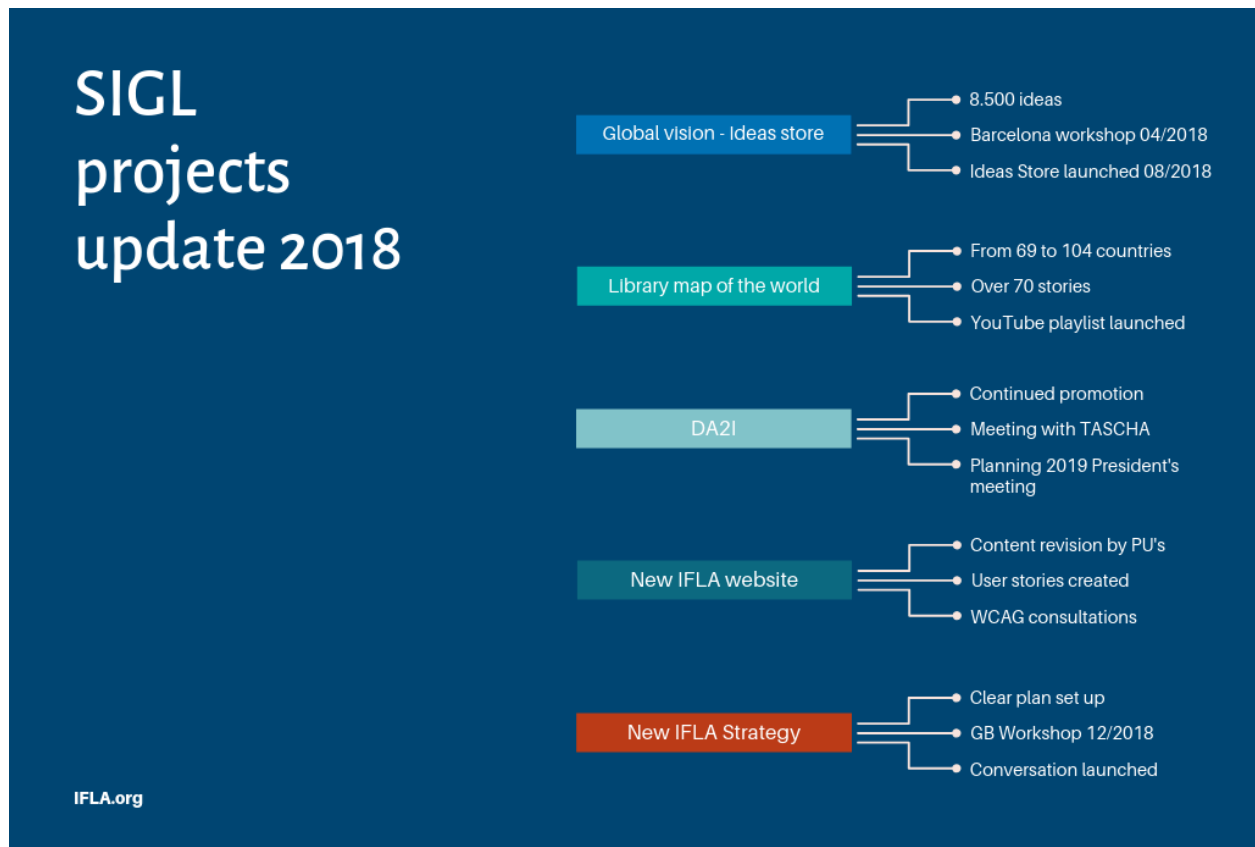 SIGL
projects
update 2018
Global vision - Ideas store
8.500 ideas
Barcelona workshop 04/2018
Ideas Store launched 08/2018
Library map of the world
From 69 to 104 countries
Over 70 stories
YouTube playlist launched
DA2I
Continued promotion
Meeting with TASCHA
Planning 2019 President's
meeting
New IFLA website
Content revision by PU's
User stories created
WCAG consultations
New IFLA Strategy
Clear plan set up
GB Workshop 12/2018
Conversation launched
IFLA.org